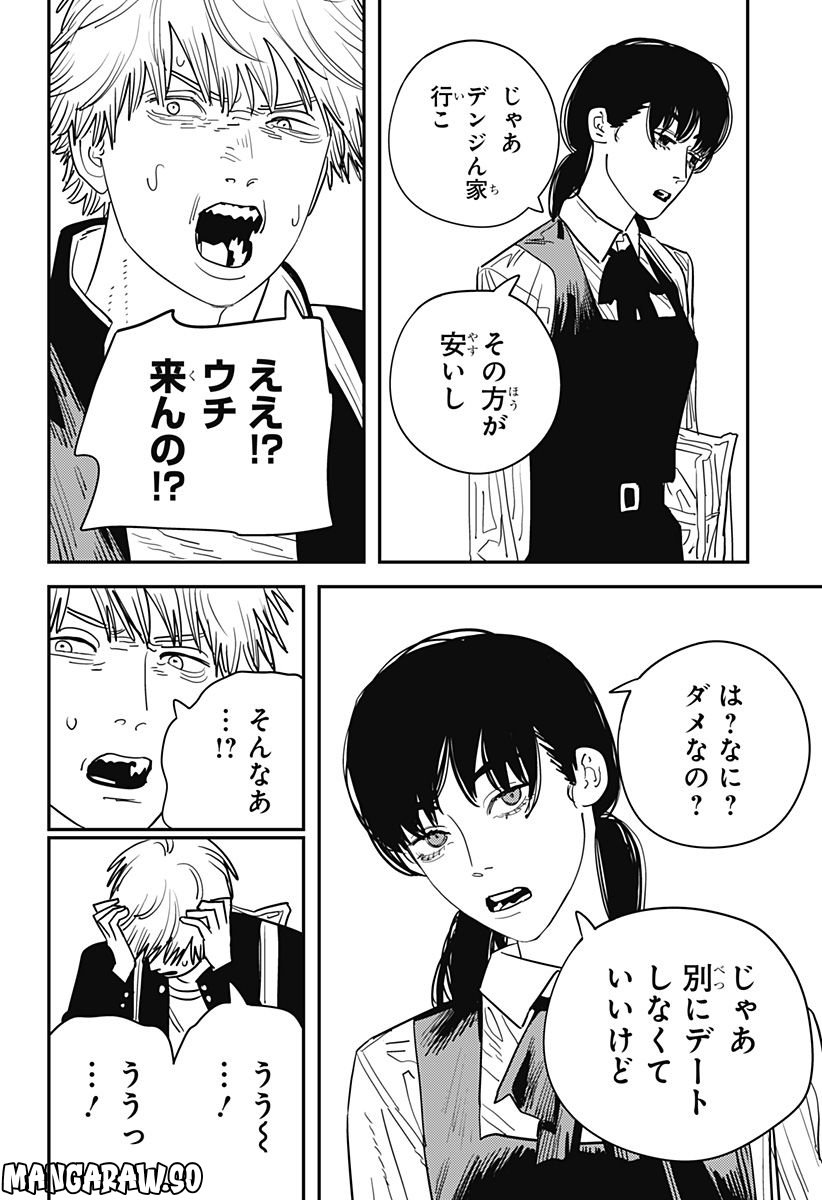 じゃあ
デンジん家
行こ
その方が
安いし
ええ!?
ウチ
来んの!?
は?なに?
ダメなの?
じゃあ
別にデート
しなくて
いいけど
そんなあ
…!?
うう〜
…!
ううっ
…!
MANGARAW.SO